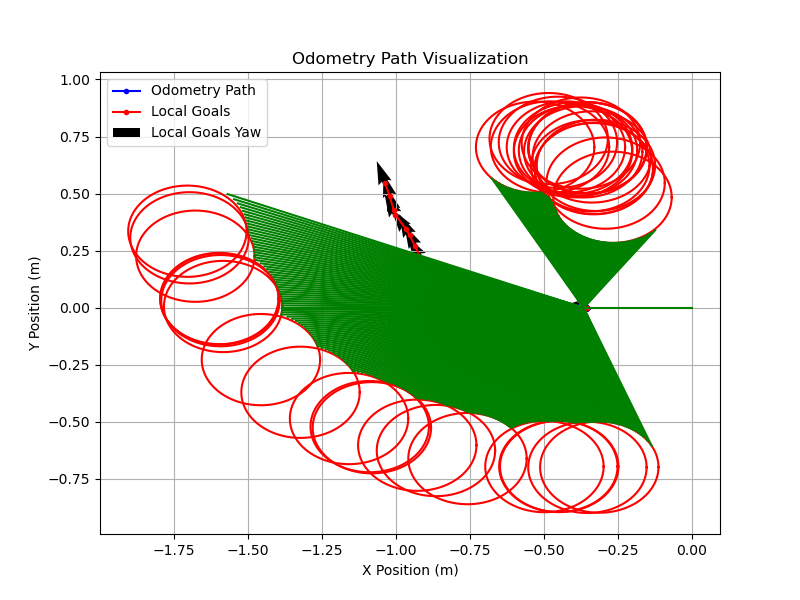 Odometry Path Visualization
Odometry Path
Local Goals
Local Goals Yaw
1.00
0.75
0.50
0.25
0.00
−0.25
−0.50
−0.75
Y Position (m)
−1.75
−1.50
−1.25
−1.00
−0.75
−0.50
−0.25
0.00
X Position (m)